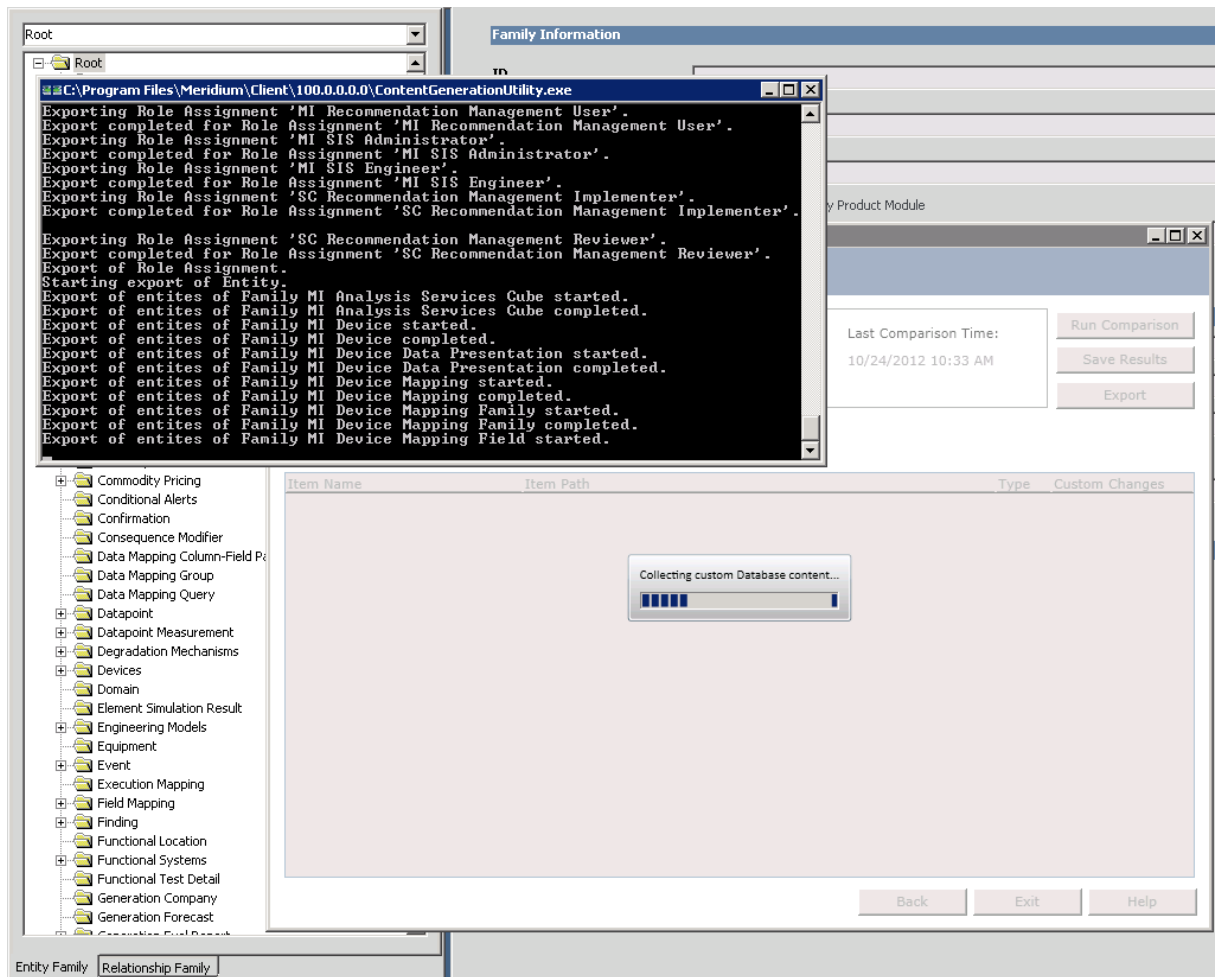 Root
Family Information
Root
ID
C:\Program Files\Meridium\Client\100.0.0.0.0\ContentGenerationUtility.exe
Exporting Role Assignment 'MI Recommendation Management User'.
Export completed for Role Assignment 'MI Recommendation Management User'.
Exporting Role Assignment 'MI SIS Administrator'.
Export completed for Role Assignment 'MI SIS Administrator'.
Exporting Role Assignment 'MI SIS Engineer'.
Export completed for Role Assignment 'MI SIS Engineer'.
Exporting Role Assignment 'SC Recommendation Management Implementer'.
Export completed for Role Assignment 'SC Recommendation Management Implementer'.
Exporting Role Assignment 'SC Recommendation Management Reviewer'.
Export completed for Role Assignment 'SC Recommendation Management Reviewer'.
Export of Role Assignment.
Starting export of Entity.
Export of entites of Family MI Analysis Services Cube started.
Export of entites of Family MI Analysis Services Cube completed.
Export of entites of Family MI Device started.
Export of entites of Family MI Device completed.
Export of entites of Family MI Device Data Presentation started.
Export of entites of Family MI Device Data Presentation completed.
Export of entites of Family MI Device Mapping started.
Export of entites of Family MI Device Mapping completed.
Export of entites of Family MI Device Mapping Family started.
Export of entites of Family MI Device Mapping Family completed.
Export of entites of Family MI Device Mapping Field started.
y Product Module
Last Comparison Time:
10/24/2012 10:33 AM
Run Comparison
Save Results
Export
Item Name Item Path Type Custom Changes
Collecting custom Database content...
Commodity Pricing
Conditional Alerts
Confirmation
Consequence Modifier
Data Mapping Column-Field Pa
Data Mapping Group
Data Mapping Query
Datapoint
Datapoint Measurement
Degradation Mechanisms
Devices
Domain
Element Simulation Result
Engineering Models
Equipment
Event
Execution Mapping
Field Mapping
Finding
Functional Location
Functional Systems
Functional Test Detail
Generation Company
Generation Forecast
Back Exit Help
Entity Family Relationship Family